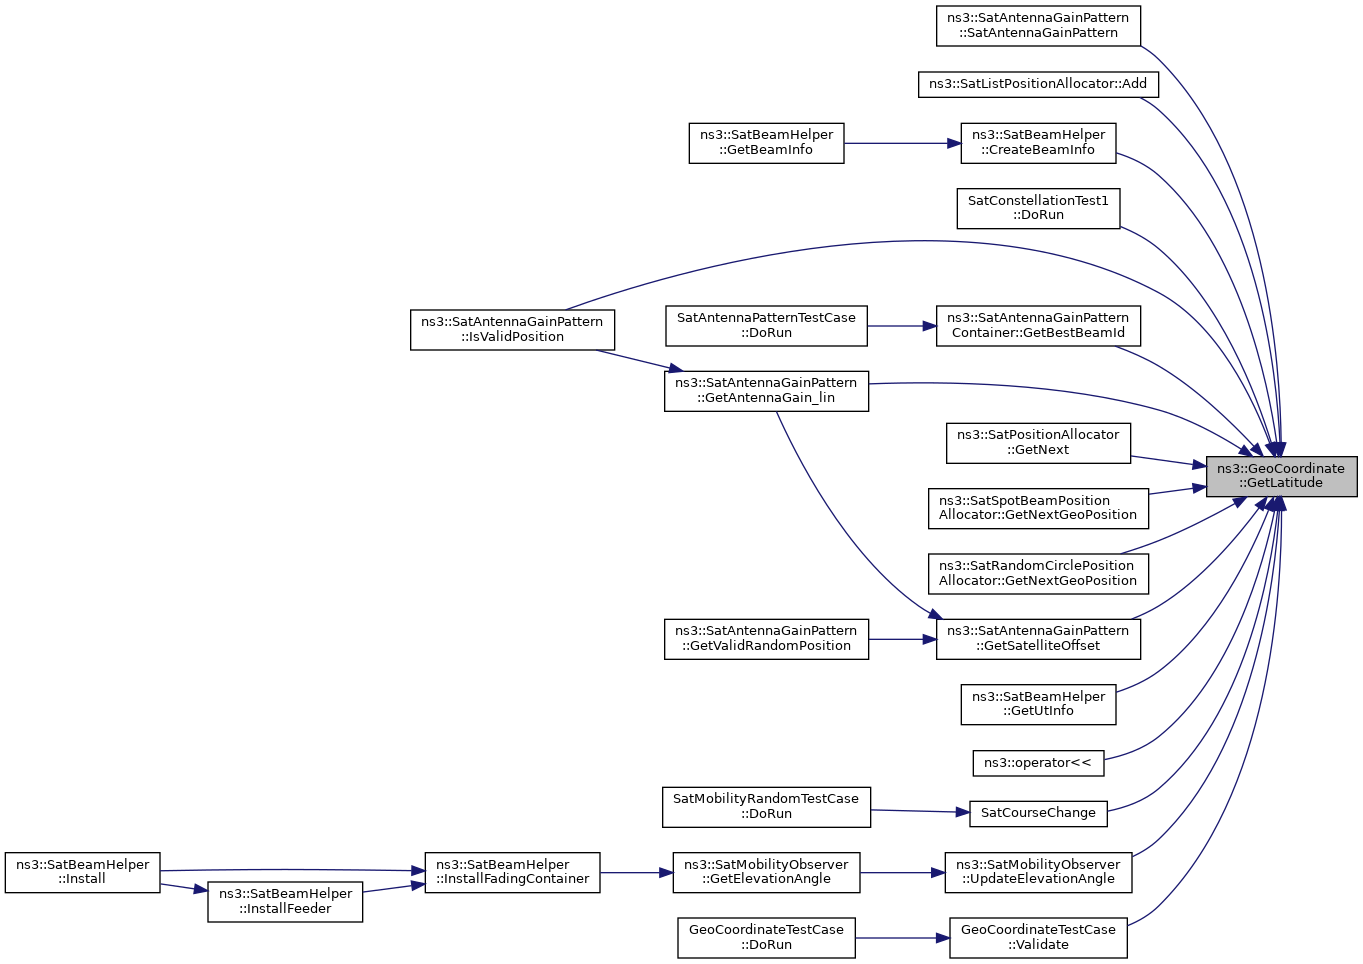 ns3::SatAntennaGainPattern
::SatAntennaGainPattern
ns3::SatListPositionAllocator::Add
ns3::SatBeamHelper
::GetBeamInfo
ns3::SatBeamHelper
::CreateBeamInfo
SatConstellationTest1
::DoRun
ns3::SatAntennaGainPattern
::IsValidPosition
SatAntennaPatternTestCase
::DoRun
ns3::SatAntennaGainPattern
Container::GetBestBeamId
ns3::SatAntennaGainPattern
::GetAntennaGain_lin
ns3::SatPositionAllocator
::GetNext
ns3::GeoCoordinate
::GetLatitude
ns3::SatSpotBeamPosition
Allocator::GetNextGeoPosition
ns3::SatRandomCirclePosition
Allocator::GetNextGeoPosition
ns3::SatAntennaGainPattern
::GetValidRandomPosition
ns3::SatAntennaGainPattern
::GetSatelliteOffset
ns3::SatBeamHelper
::GetUtInfo
ns3::operator<<
SatMobilityRandomTestCase
::DoRun
SatCourseChange
ns3::SatBeamHelper
::Install
ns3::SatBeamHelper
::InstallFeeder
ns3::SatBeamHelper
::InstallFadingContainer
ns3::SatMobilityObserver
::GetElevationAngle
ns3::SatMobilityObserver
::UpdateElevationAngle
GeoCoordinateTestCase
::DoRun
GeoCoordinateTestCase
::Validate